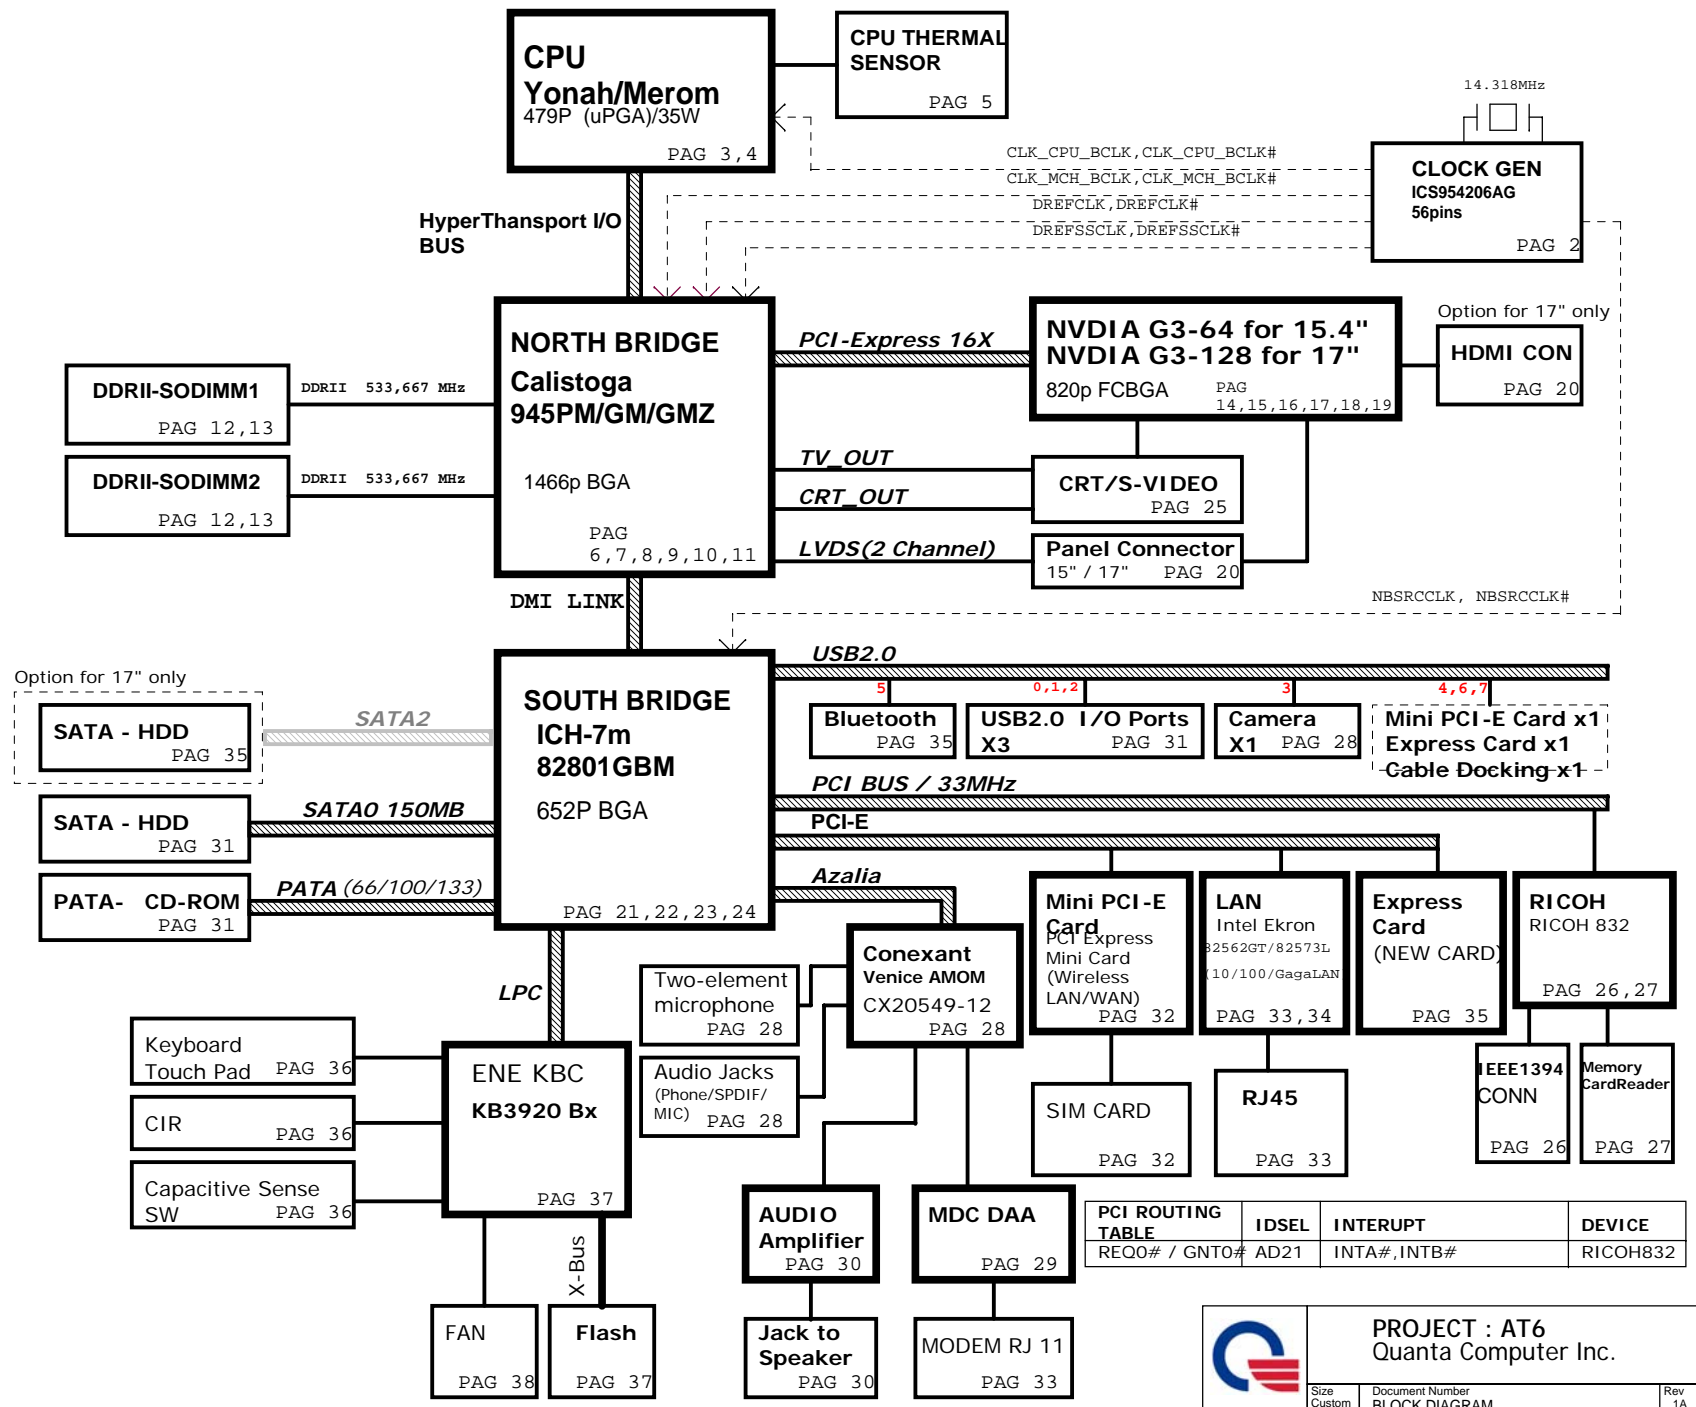 CPU
Yonah/Merom
479P (uPGA)/35W
PAG 3,4
CPU THERMAL
SENSOR
PAG 5
14.318MHz
CLOCK GEN
ICS954206AG
56pins
PAG 2
CLK_CPU_BCLK,CLK_CPU_BCLK#
CLK_MCH_BCLK,CLK_MCH_BCLK#
DREFCLK,DREFCLK#
DREFSSCLK,DREFSSCLK#
HyperThansport I/O
BUS
NORTH BRIDGE
Calistoga
945PM/GM/GMZ
1466p BGA
PAG
6,7,8,9,10,11
DDRII-SODIMM1
PAG 12,13
DDRII 533,667 MHz
DDRII-SODIMM2
PAG 12,13
DDRII 533,667 MHz
PCI-Express 16X
NVDIA G3-64 for 15.4"
NVDIA G3-128 for 17"
820p FCBGA
PAG
14,15,16,17,18,19
Option for 17" only
HDMI CON
PAG 20
TV_OUT
CRT_OUT
CRT/S-VIDEO
PAG 25
LVDS(2 Channel)
Panel Connector
15" / 17" PAG 20
DMI LINK
NBSRCCLK, NBSRCCLK#
SOUTH BRIDGE
ICH-7m
82801GBM
652P BGA
PAG 21,22,23,24
Option for 17" only
SATA - HDD
PAG 35
SATA2
SATA - HDD
PAG 31
SATA0 150MB
PATA- CD-ROM
PAG 31
PATA (66/100/133)
USB2.0
5
0,1,2
3
4,6,7
Bluetooth
PAG 35
USB2.0 I/O Ports
X3 PAG 31
Camera
X1 PAG 28
Mini PCI-E Card x1
Express Card x1
Cable Docking x1
PCI BUS / 33MHz
PCI-E
Azalia
Mini PCI-E
Card
PCI Express
Mini Card
(Wireless
LAN/WAN)
PAG 32
LAN
Intel Ekron
82562GT/82573L
(10/100/GagaLAN
PAG 33,34
Express
Card
(NEW CARD)
PAG 35
RICOH
RICOH 832
PAG 26,27
SIM CARD
PAG 32
RJ45
PAG 33
IEEE1394
CONN
PAG 26
Memory
CardReader
PAG 27
Conexant
Venice AMOM
CX20549-12
PAG 28
Two-element
microphone
PAG 28
Audio Jacks
(Phone/SPDIF/
MIC) PAG 28
LPC
Keyboard
Touch Pad PAG 36
CIR
PAG 36
Capacitive Sense
SW PAG 36
ENE KBC
KB3920 Bx
PAG 37
X-Bus
FAN
PAG 38
Flash
PAG 37
AUDIO
Amplifier
PAG 30
Jack to
Speaker
PAG 30
MDC DAA
PAG 29
MODEM RJ 11
PAG 33
PCI ROUTING
TABLE IDSEL INTERUPT DEVICE
REQ0# / GNT0# AD21 INTA#,INTB# RICOH832
PROJECT : AT6
Quanta Computer Inc.
Size Document Number Rev
Custom BLOCK DIAGRAM 1A